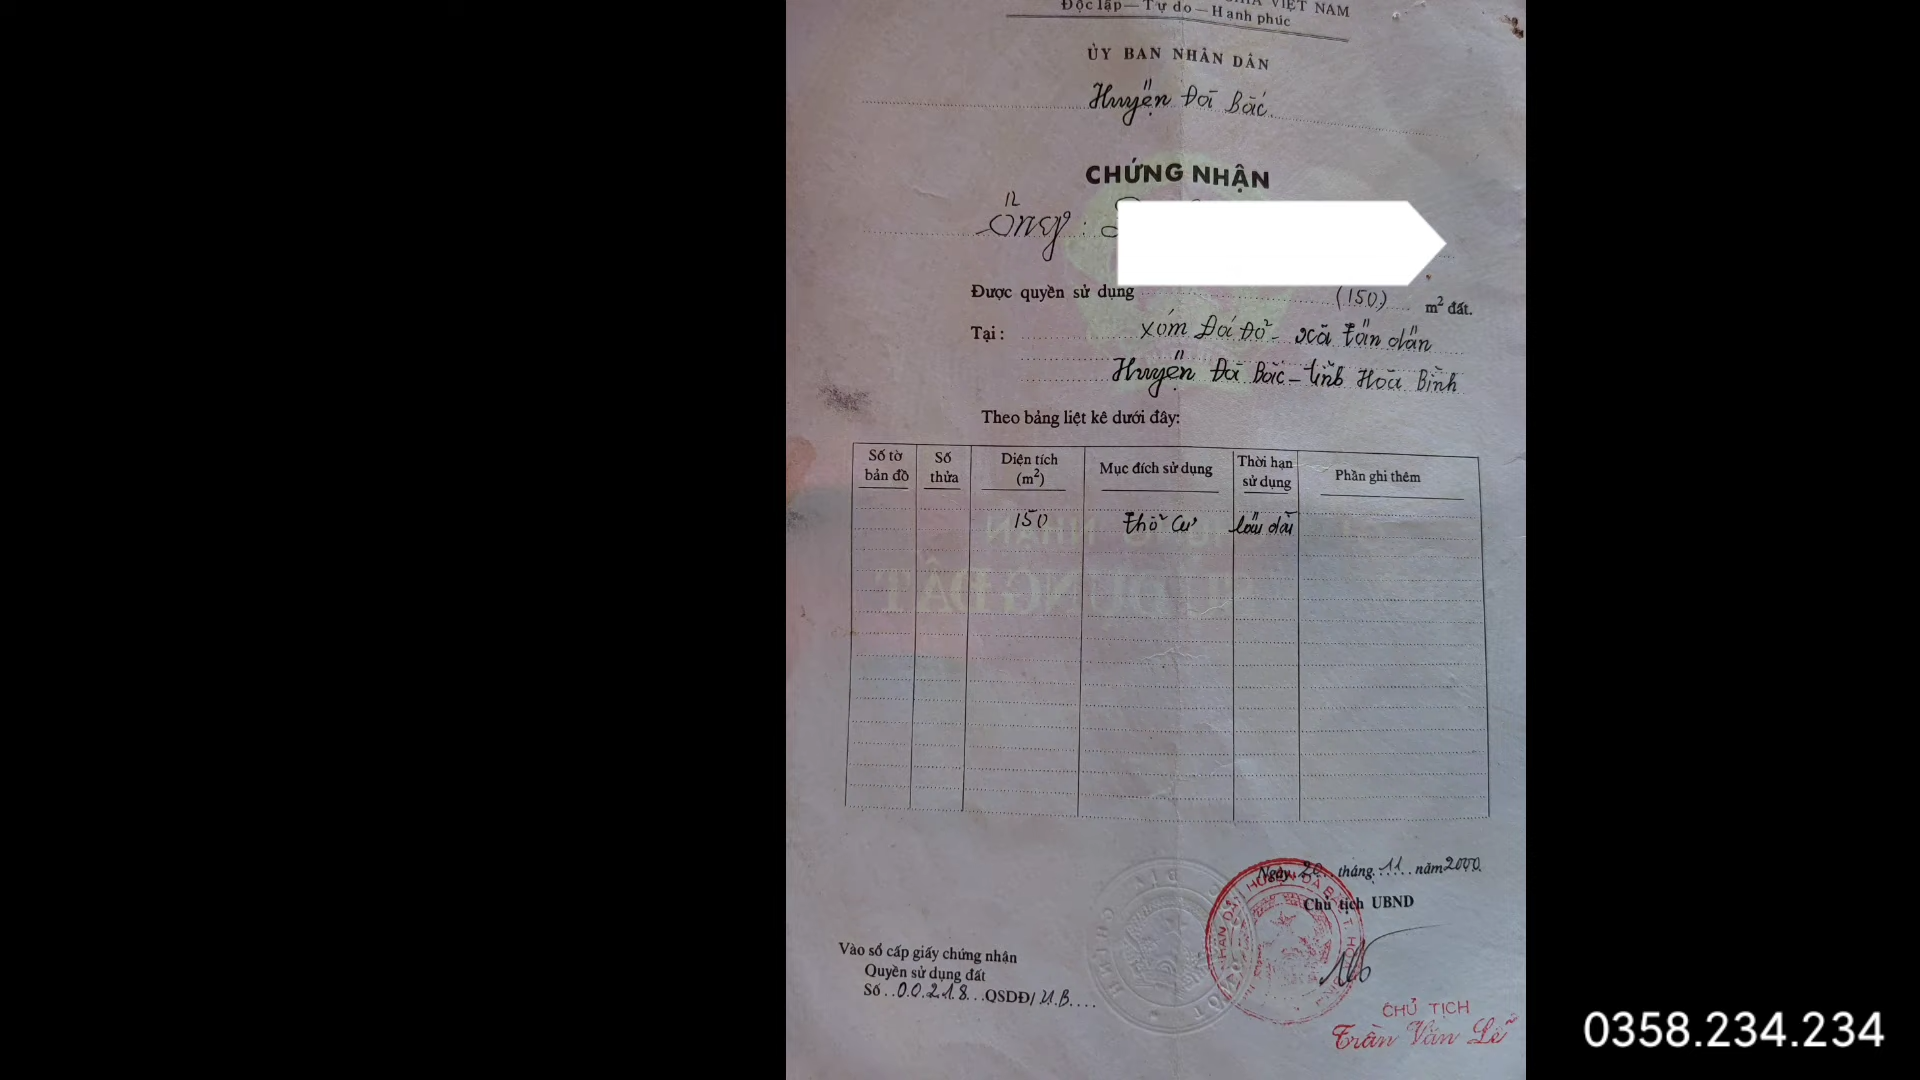 VIỆT NAM
Độc lập — Tự do — Hạnh phúc
ỦY BAN NHÂN DÂN
Huyện Đà Bắc.
CHỨNG NHẬN
Ông :
Được quyền sử dụng (150) m² đất.
Tại : xóm Đá Đỏ - xã Tân dân
Huyện Đà Bắc - tỉnh Hoà Bình
Theo bảng liệt kê dưới đây:
Số tờ bản đồ Số thửa Diện tích (m²) Mục đích sử dụng Thời hạn sử dụng Phần ghi thêm
150 thổ cư lâu dài
Ngày 20 tháng 11 năm 2000.
Chủ tịch UBND
Vào sổ cấp giấy chứng nhận
Quyền sử dụng đất
Số 00218 QSDĐ/ U.B
CHỦ TỊCH
Trần Văn Lễ
0358.234.234